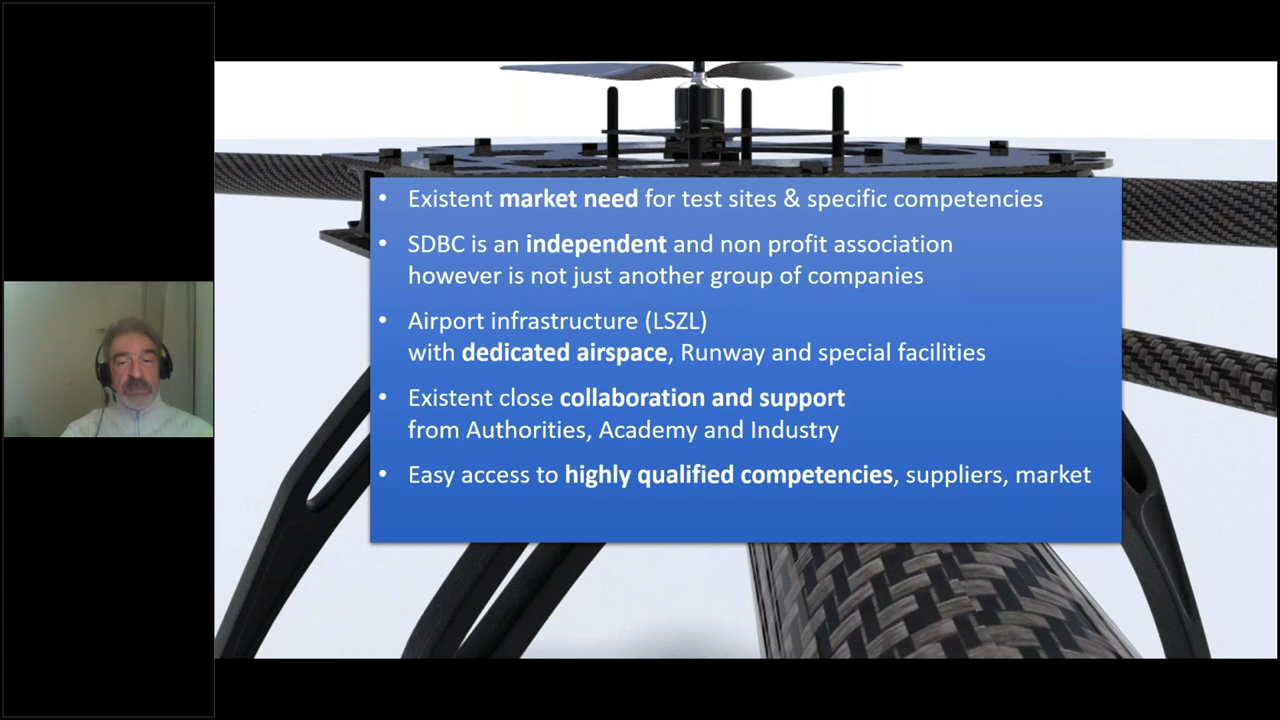 • Existent market need for test sites & specific competencies
• SDBC is an independent and non profit association
however is not just another group of companies
• Airport infrastructure (LSZL)
with dedicated airspace, Runway and special facilities
• Existent close collaboration and support
from Authorities, Academy and Industry
• Easy access to highly qualified competencies, suppliers, market